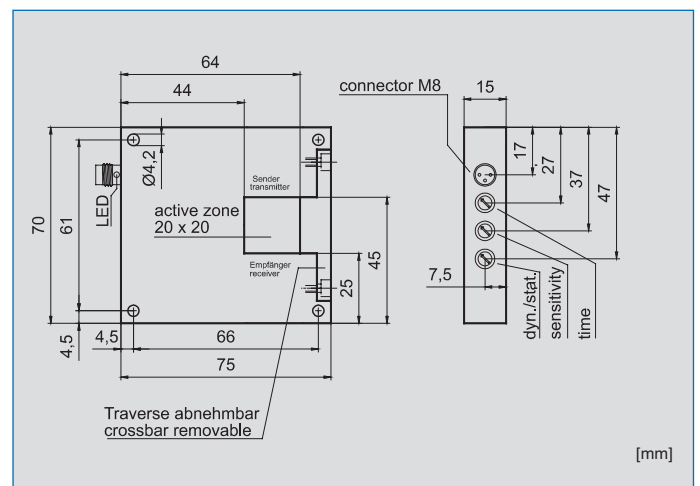 64
44
connector M8
15
Ø4,2
17
27
37
47
Sender
transmitter
LED
active zone
20 x 20
70
61
45
Empfänger
receiver
25
7,5
dyn./stat.
sensitivity
time
4,5
4,5
66
75
Traverse abnehmbar
crossbar removable
[mm]